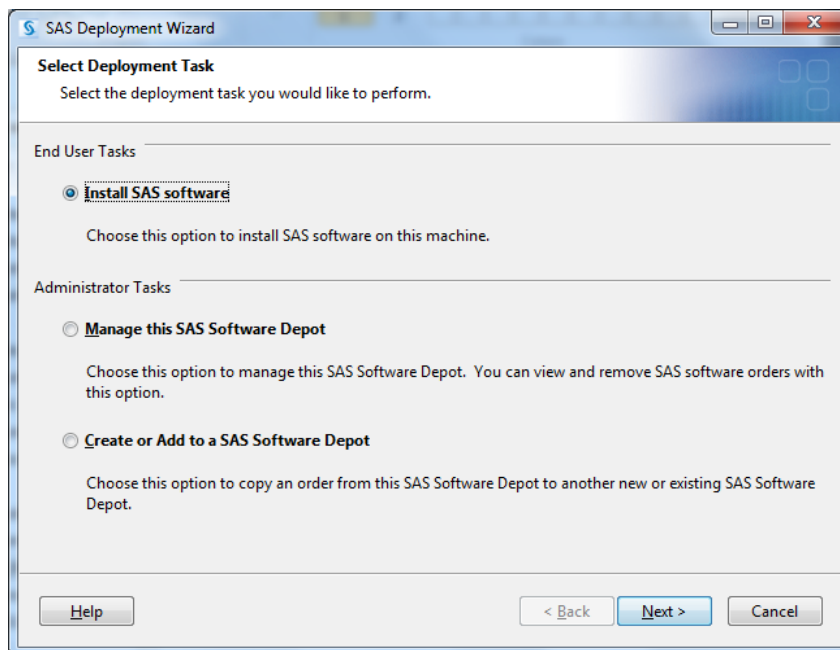 SAS Deployment Wizard
Select Deployment Task
Select the deployment task you would like to perform.
End User Tasks
Install SAS software
Choose this option to install SAS software on this machine.
Administrator Tasks
Manage this SAS Software Depot
Choose this option to manage this SAS Software Depot.  You can view and remove SAS software orders with
this option.
Create or Add to a SAS Software Depot
Choose this option to copy an order from this SAS Software Depot to another new or existing SAS Software
Depot.
Help
< Back
Next >
Cancel